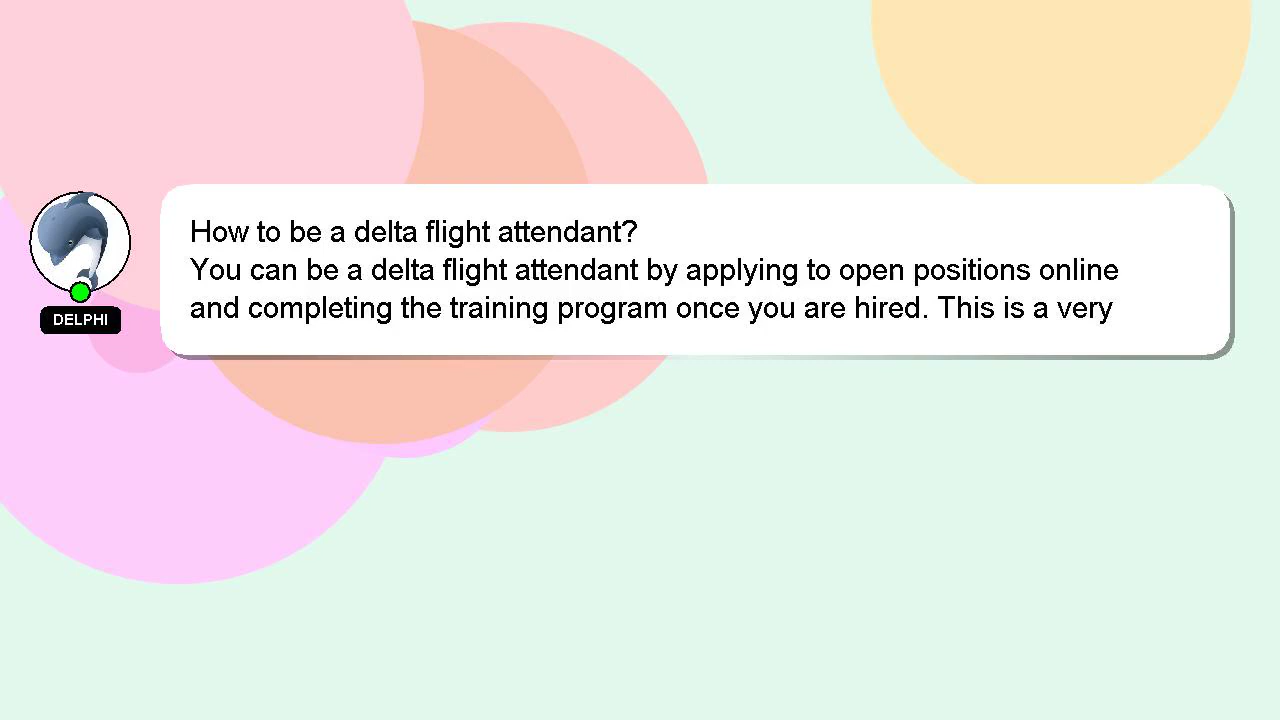 How to be a delta flight attendant?
You can be a delta flight attendant by applying to open positions online
and completing the training program once you are hired. This is a very
DELPHI